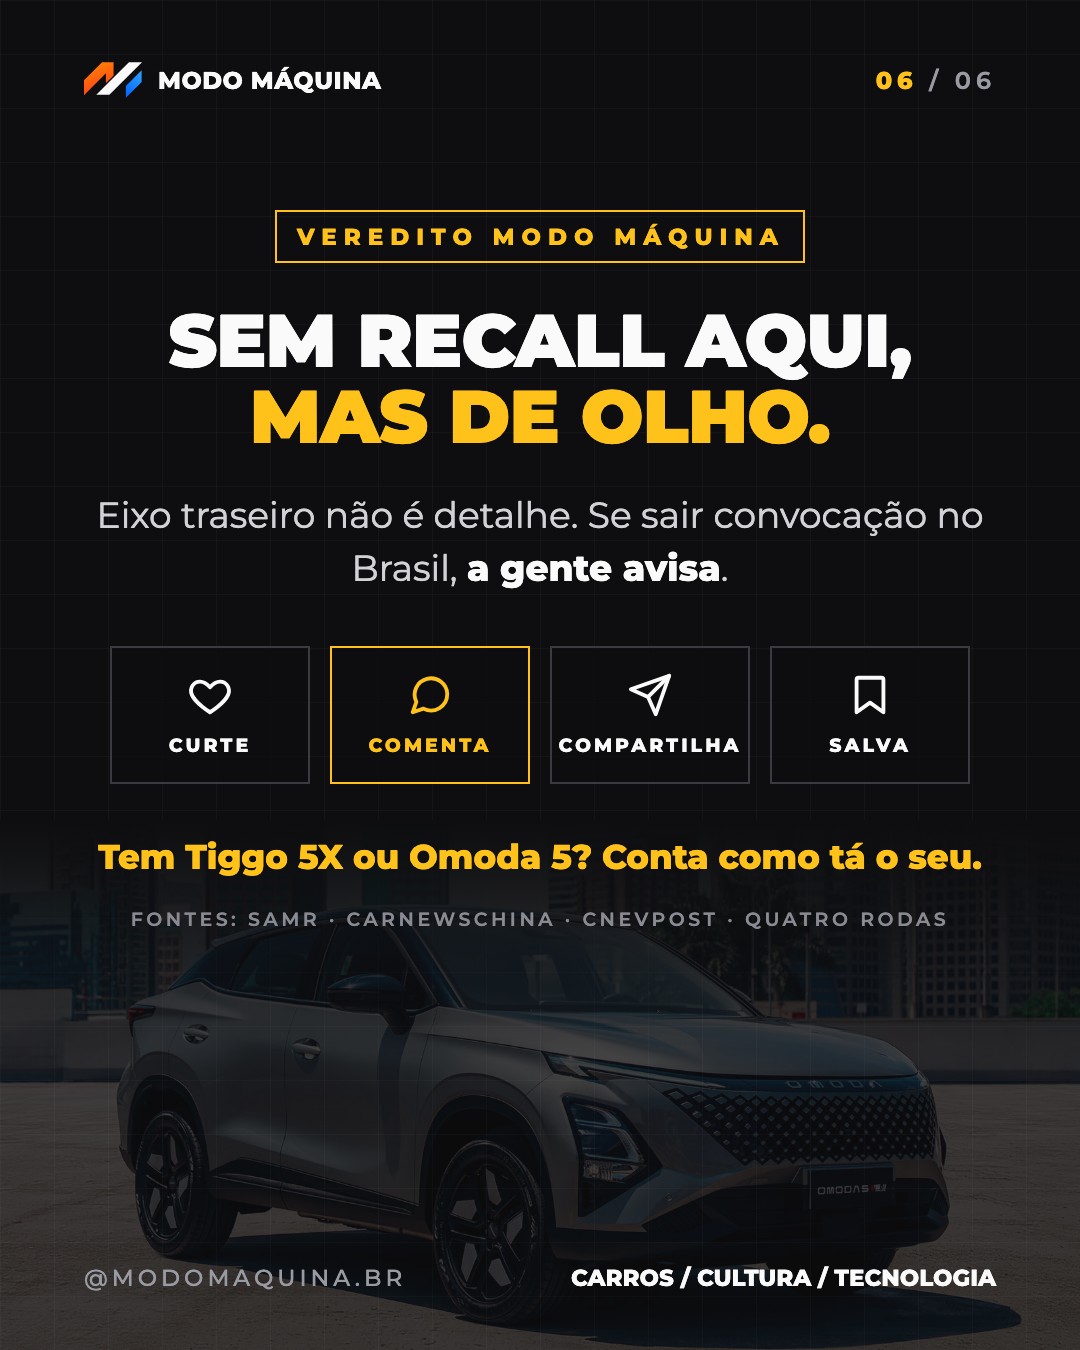 MODO MÁQUINA
06 / 06
VEREDITO MODO MÁQUINA
SEM RECALL AQUI,
MAS DE OLHO.
Eixo traseiro não é detalhe. Se sair convocação no
Brasil, a gente avisa.
CURTE
COMENTA
COMPARTILHA
SALVA
Tem Tiggo 5X ou Omoda 5? Conta como tá o seu.
FONTES: SAMR · CARNEWSCHINA · CNEVPOST · QUATRO RODAS
OMODA
OMODA5
@MODOMAQUINA.BR
CARROS / CULTURA / TECNOLOGIA